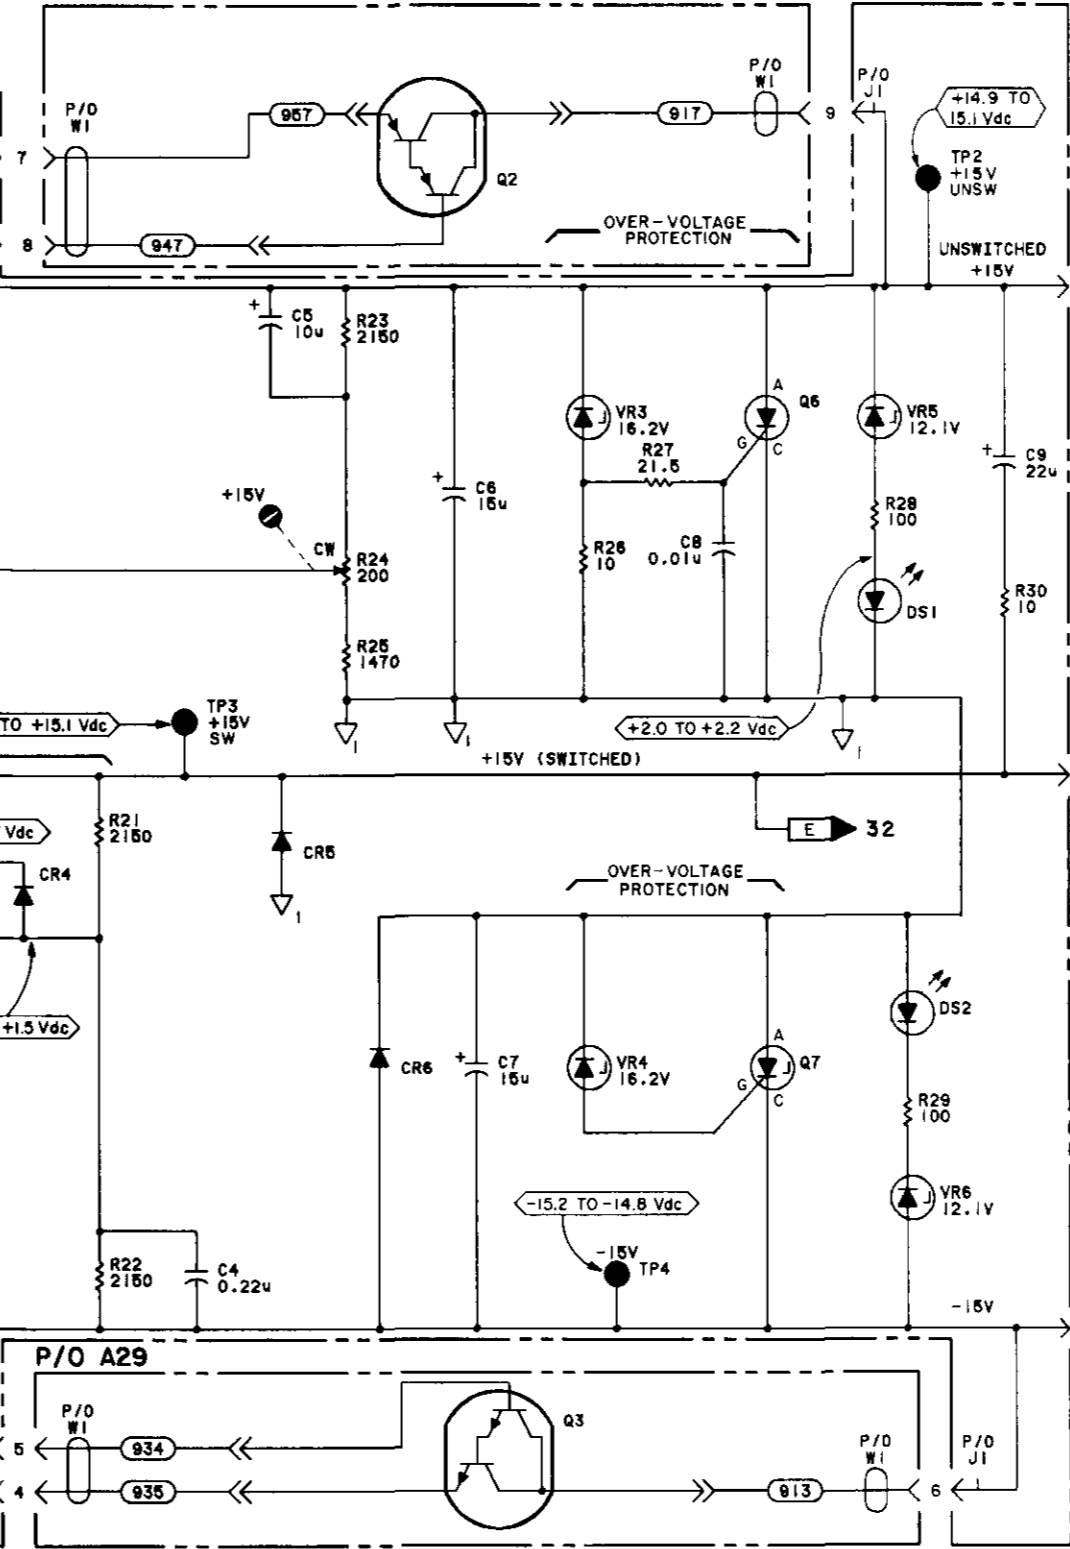 P/O
W1
7
957
8
947
Q2
917
P/O
W1
9
P/O
J1
+14.9 TO
15.1 Vdc
TP2
+15V
UNSW
OVER-VOLTAGE
PROTECTION
UNSWITCHED
+15V
+
C5
10u
R23
2150
+15V
CW
R24
200
R25
1470
1
+
C6
15u
1
VR3
16.2V
R27
21.5
R26
10
C8
0.01u
A
Q6
G
C
VR5
12.1V
R28
100
DS1
+
C9
22u
R30
10
+2.0 TO +2.2 Vdc
1
TO +15.1 Vdc
TP3
+15V
SW
+15V (SWITCHED)
E
32
R21
2150
Vdc
CR4
+1.5 Vdc
CR5
1
OVER-VOLTAGE
PROTECTION
CR6
+
C7
15u
VR4
16.2V
A
Q7
G
C
DS2
R29
100
VR6
12.1V
-15.2 TO -14.8 Vdc
-15V
TP4
R22
2150
C4
0.22u
-15V
P/O A29
P/O
W1
5
934
4
935
Q3
913
P/O
W1
6
P/O
J1